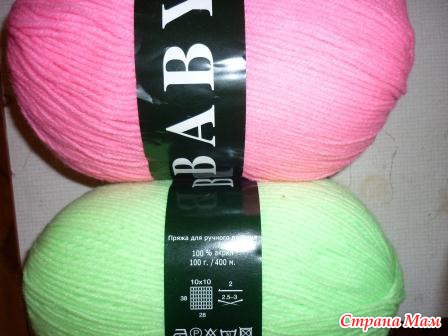 BABY
Пряжа для ручного
100 % акрил
100 г. / 400 м.
10x10
2
38
2,5-3
28
Страна Мам